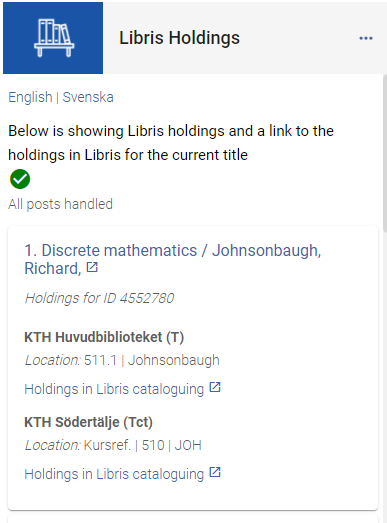 Libris Holdings
English | Svenska
Below is showing Libris holdings and a link to the
holdings in Libris for the current title
All posts handled
1. Discrete mathematics / Johnsonbaugh,
Richard,
Holdings for ID 4552780
KTH Huvudbiblioteket (T)
Location: 511.1 | Johnsonbaugh
Holdings in Libris cataloguing
KTH Södertälje (Tct)
Location: Kursref. | 510 | JOH
Holdings in Libris cataloguing